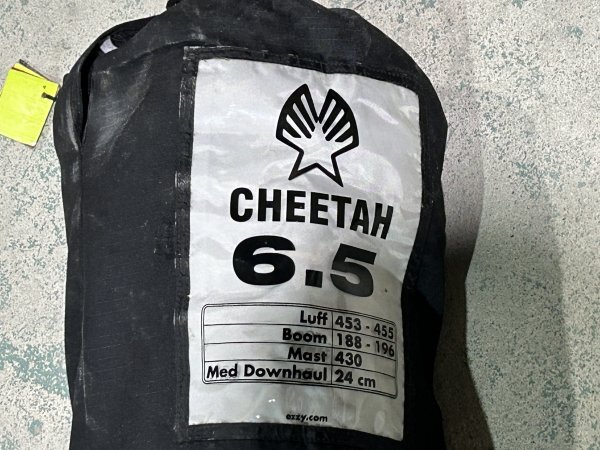 CHEETAH
6.5
Luff 453 - 455
Boom 188 - 196
Mast 430
Med Downhaul 24 cm
ezzy.com